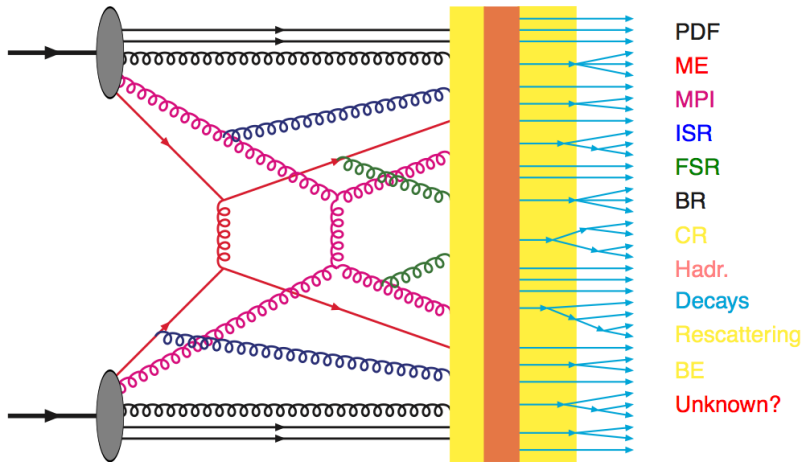 PDF
ME
MPI
ISR
FSR
BR
CR
Hadr.
Decays
Rescattering
BE
Unknown?